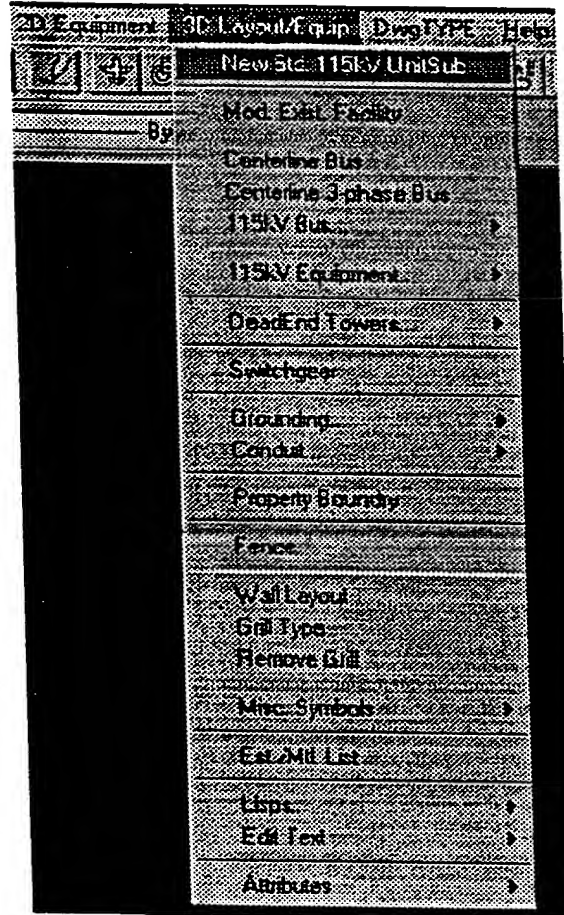 2D Equipment 3D Layout/Equip DwgTYPE Help
New Std. 115kV UnitSub
Mod. Exist. Facility
By
Centerline Bus
Centerline 3-phase Bus
115kV Bus...
115kV Equipment...
DeadEnd Towers...
Switchgear
Grounding...
Conduit...
Property Boundry
Fence
Wall Layout
Grill Type
Remove Grill
Misc. Symbols
Est./Mtl. List
Lisps...
Edit Text
Attributes